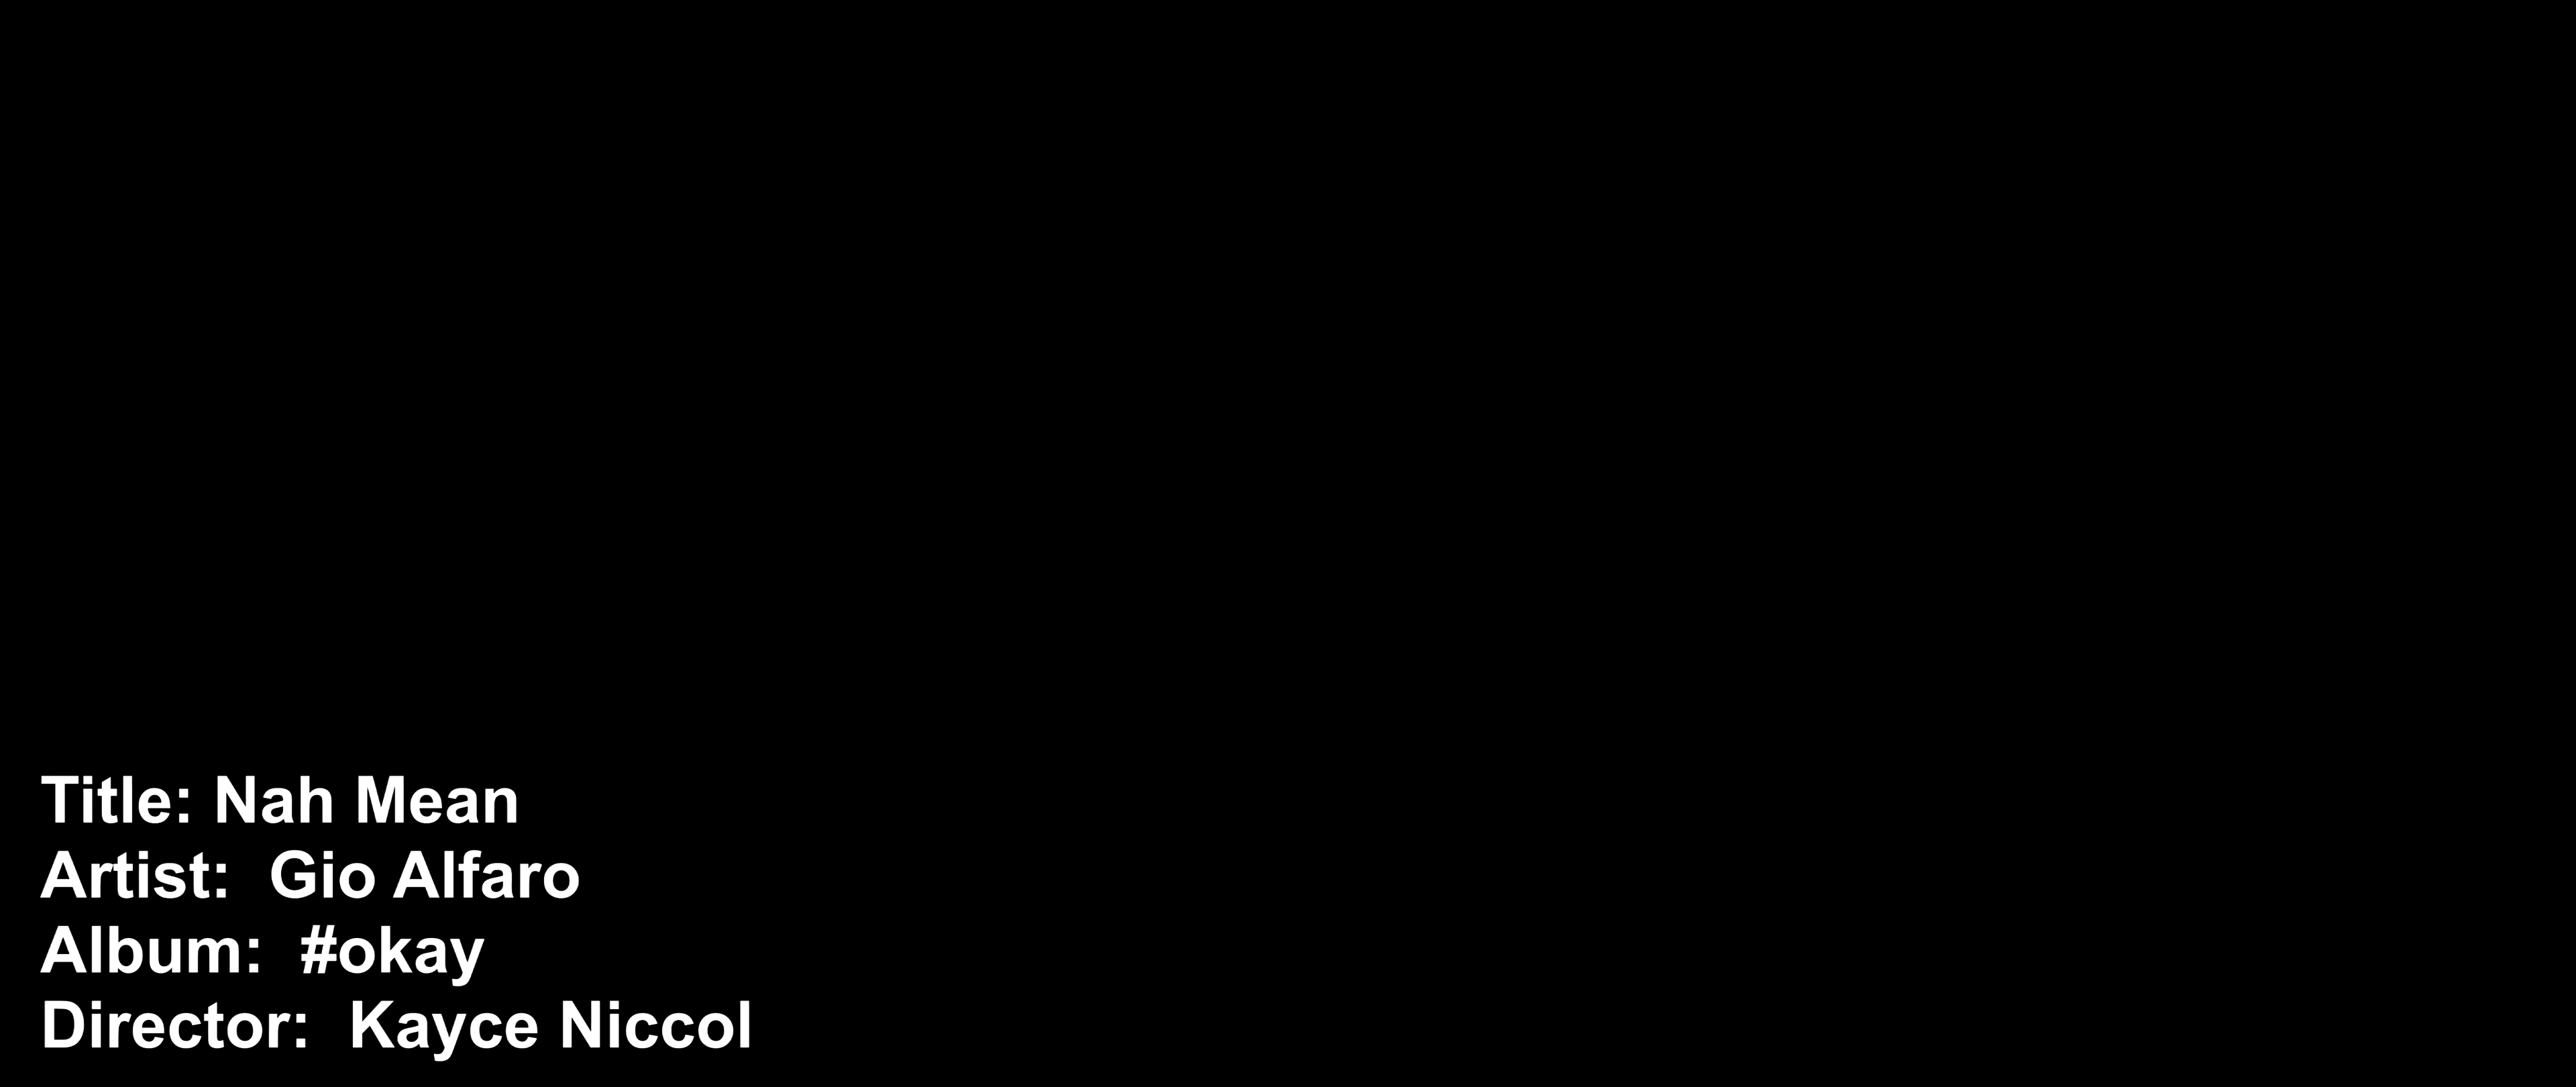 Title: Nah Mean
Artist:  Gio Alfaro
Album:  #okay
Director:  Kayce Niccol